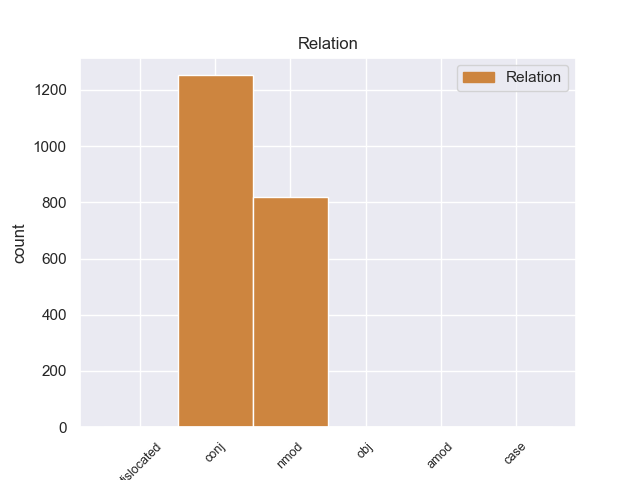 Relation
Relation
1200
1000
800
600
400
200
0
count
conj
nmod
obj
amod
case